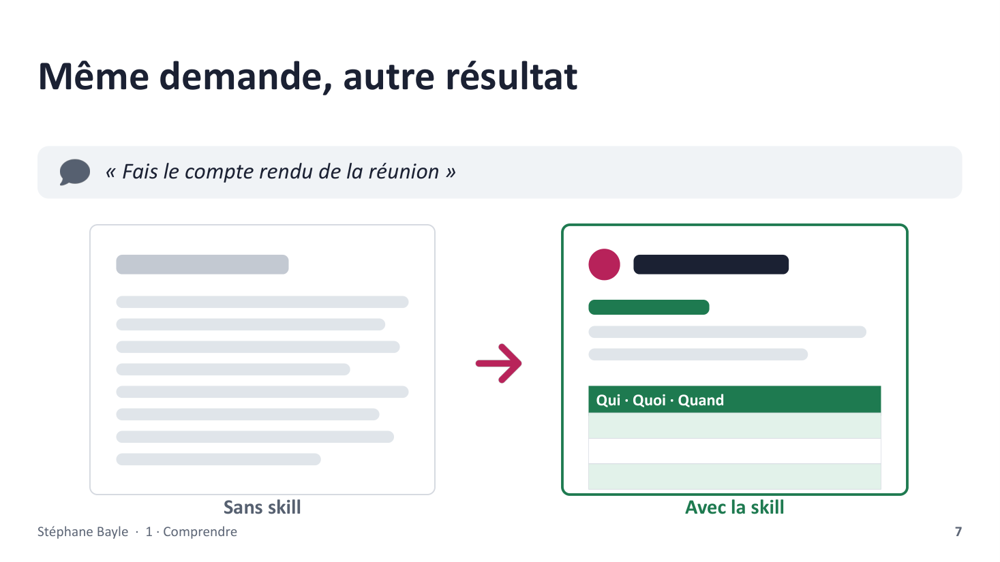 Même demande, autre résultat
« Fais le compte rendu de la réunion »
Qui · Quoi · Quand
Sans skill
Avec la skill
Stéphane Bayle · 1 · Comprendre
7